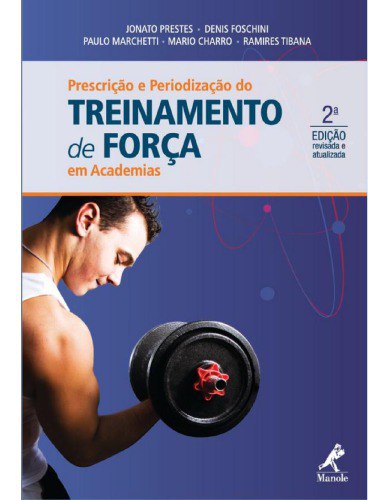 JONATO PRESTES • DENIS FOSCHINI
PAULO MARCHETTI • MARIO CHARRO • RAMIRES TIBANA
Prescrição e Periodização do
TREINAMENTO
de FORÇA
em Academias
2ª
EDIÇÃO
revisada e
atualizada
Manole